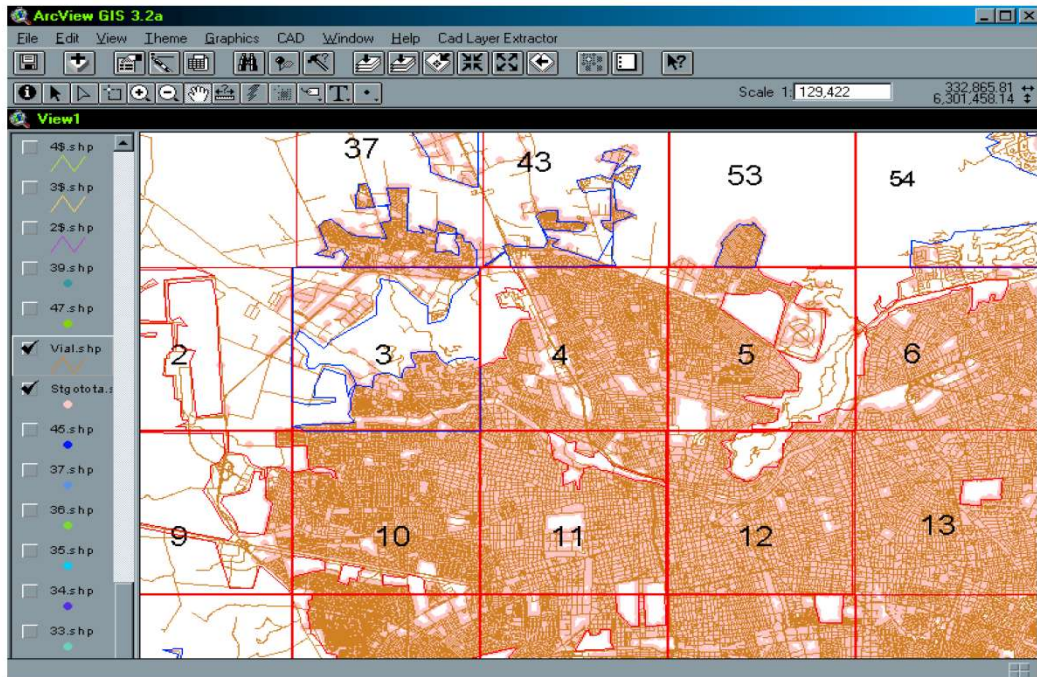 ArcView GIS 3.2a
File Edit View Theme Graphics CAD Window Help Cad Layer Extractor
Scale 1: 129,422
332,865.81
6,301,458.14
View1
4$.shp
3$.shp
2$.shp
39.shp
47.shp
Vial.shp
Stgotota.s
45.shp
37.shp
36.shp
35.shp
34.shp
33.shp
37 43 53 54
2 3 4 5 6
9 10 11 12 13